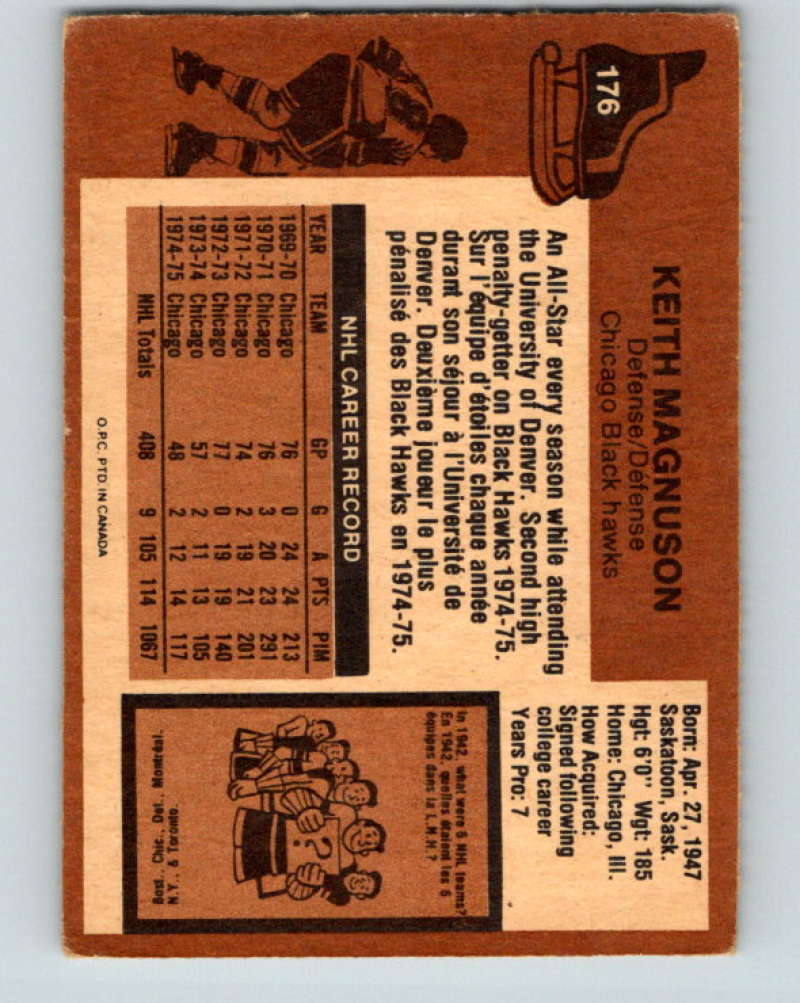 176
KEITH MAGNUSON
Defense/Défense
Chicago Black hawks
Born: Apr. 27, 1947
Saskatoon, Sask.
Hgt: 6'0" Wgt: 185
Home: Chicago, Ill.
How Acquired:
Signed following
college career
Years Pro: 7
An All-Star every season while attending
the University of Denver. Second high
penalty-getter on Black Hawks 1974-75.
Sur l'équipe d'étoiles chaque année
durant son séjour à l'Université de
Denver. Deuxième joueur le plus
pénalisé des Black Hawks en 1974-75.
NHL CAREER RECORD
YEAR TEAM GP G A PTS PIM
1969-70 Chicago 76 0 24 24 213
1970-71 Chicago 76 3 20 23 291
1971-72 Chicago 74 2 19 21 201
1972-73 Chicago 77 0 19 19 140
1973-74 Chicago 57 2 11 13 105
1974-75 Chicago 48 2 12 14 117
NHL Totals 408 9 105 114 1067
In 1942, what were 6 NHL teams?
En 1942, quelles étaient les 6
équipes dans la L.N.H.?
?
Bost., Chic., Det., Montréal,
N.Y., & Toronto
O.P.C. PTD. IN CANADA